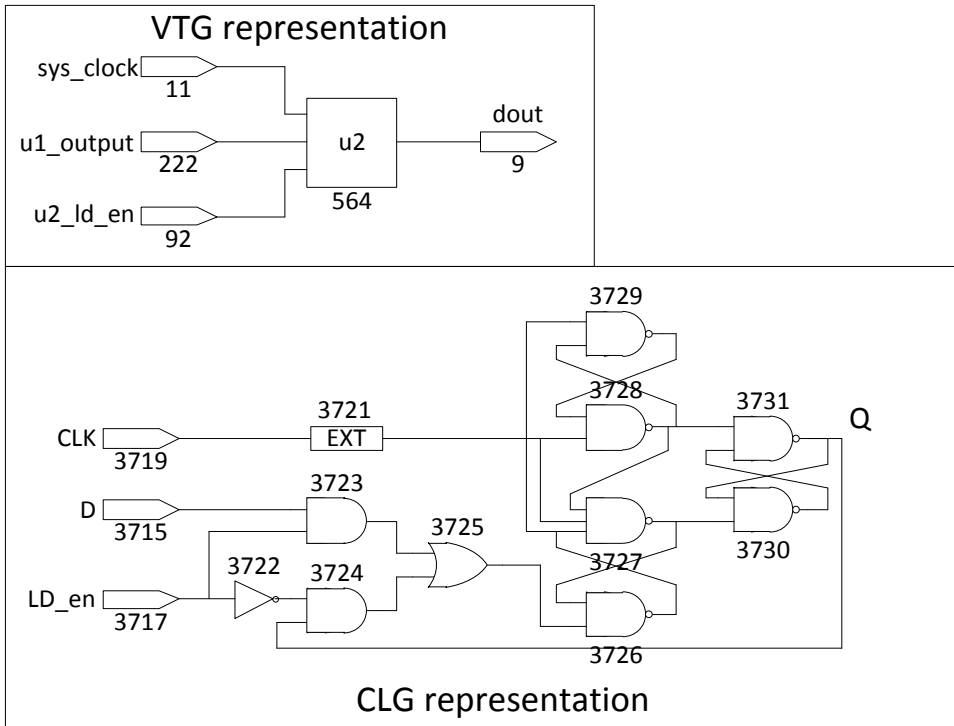 VTG representation
sys_clock
11
u1_output
222
u2_ld_en
92
u2
564
dout
9
3729
3728
3721
EXT
CLK
3719
3723
D
3715
3725
3722
3724
LD_en
3717
3731
Q
3730
3727
3726
CLG representation